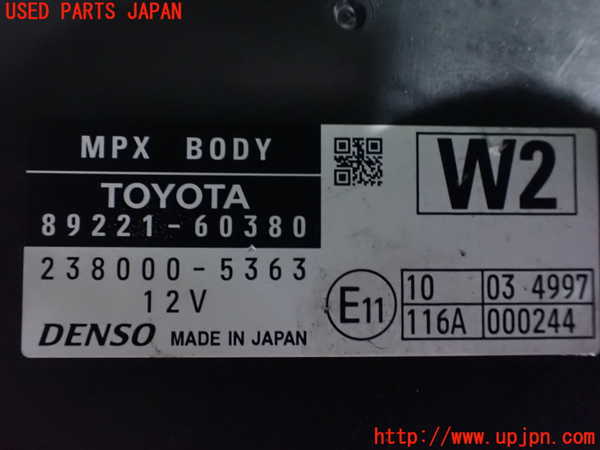 USED PARTS JAPAN
MPX BODY
TOYOTA
89221-60380
238000-5363
12V
DENSO MADE IN JAPAN
W2
E11
10 03 4997
116A 000244
http://www.upjpn.com/